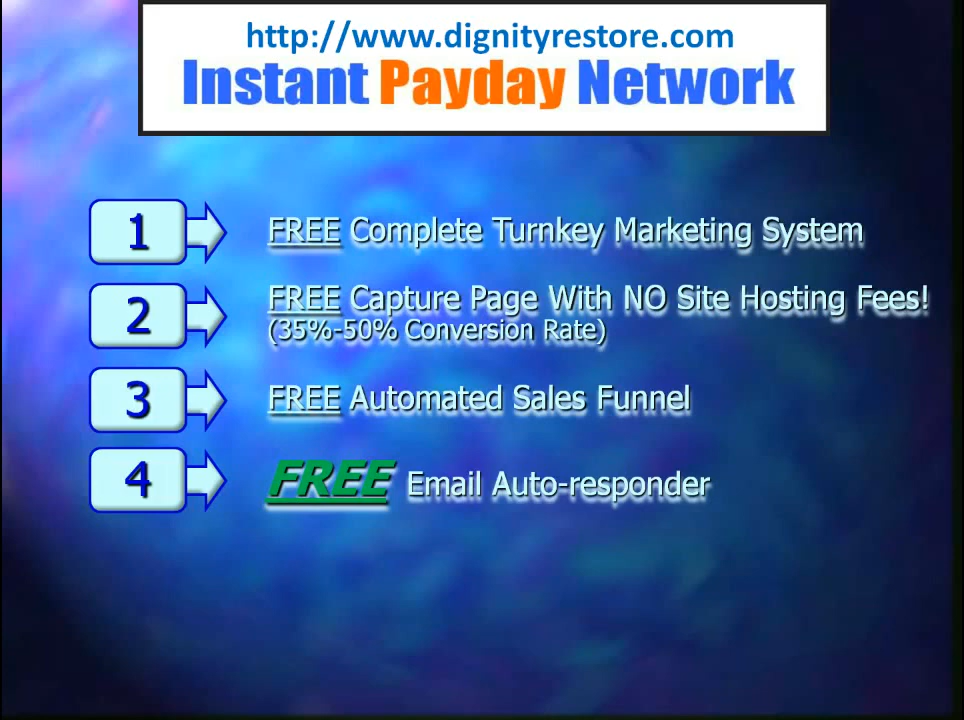 http://www.dignityrestore.com
Instant Payday Network
1 FREE Complete Turnkey Marketing System
2 FREE Capture Page With NO Site Hosting Fees!
(35%-50% Conversion Rate)
3 FREE Automated Sales Funnel
4 FREE Email Auto-responder